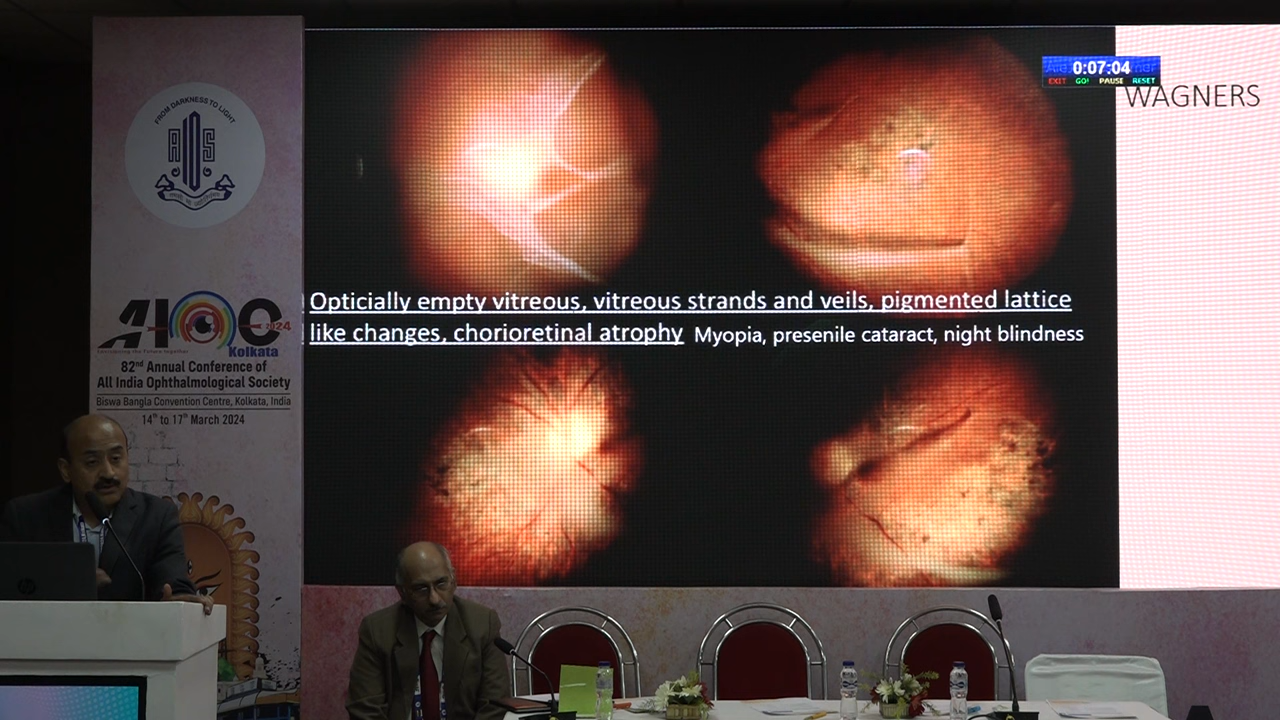 FROM DARKNESS TO LIGHT
AIOS
AIOC
2024
Kolkata
82nd Annual Conference of
All India Ophthalmological Society
Biswa Bangla Convention Centre, Kolkata, India
14th to 17th March 2024
0:07:04
EXIT GO! PAUSE RESET
WAGNERS
Opticially empty vitreous, vitreous strands and veils, pigmented lattice
like changes, chorioretinal atrophy Myopia, presenile cataract, night blindness
hp